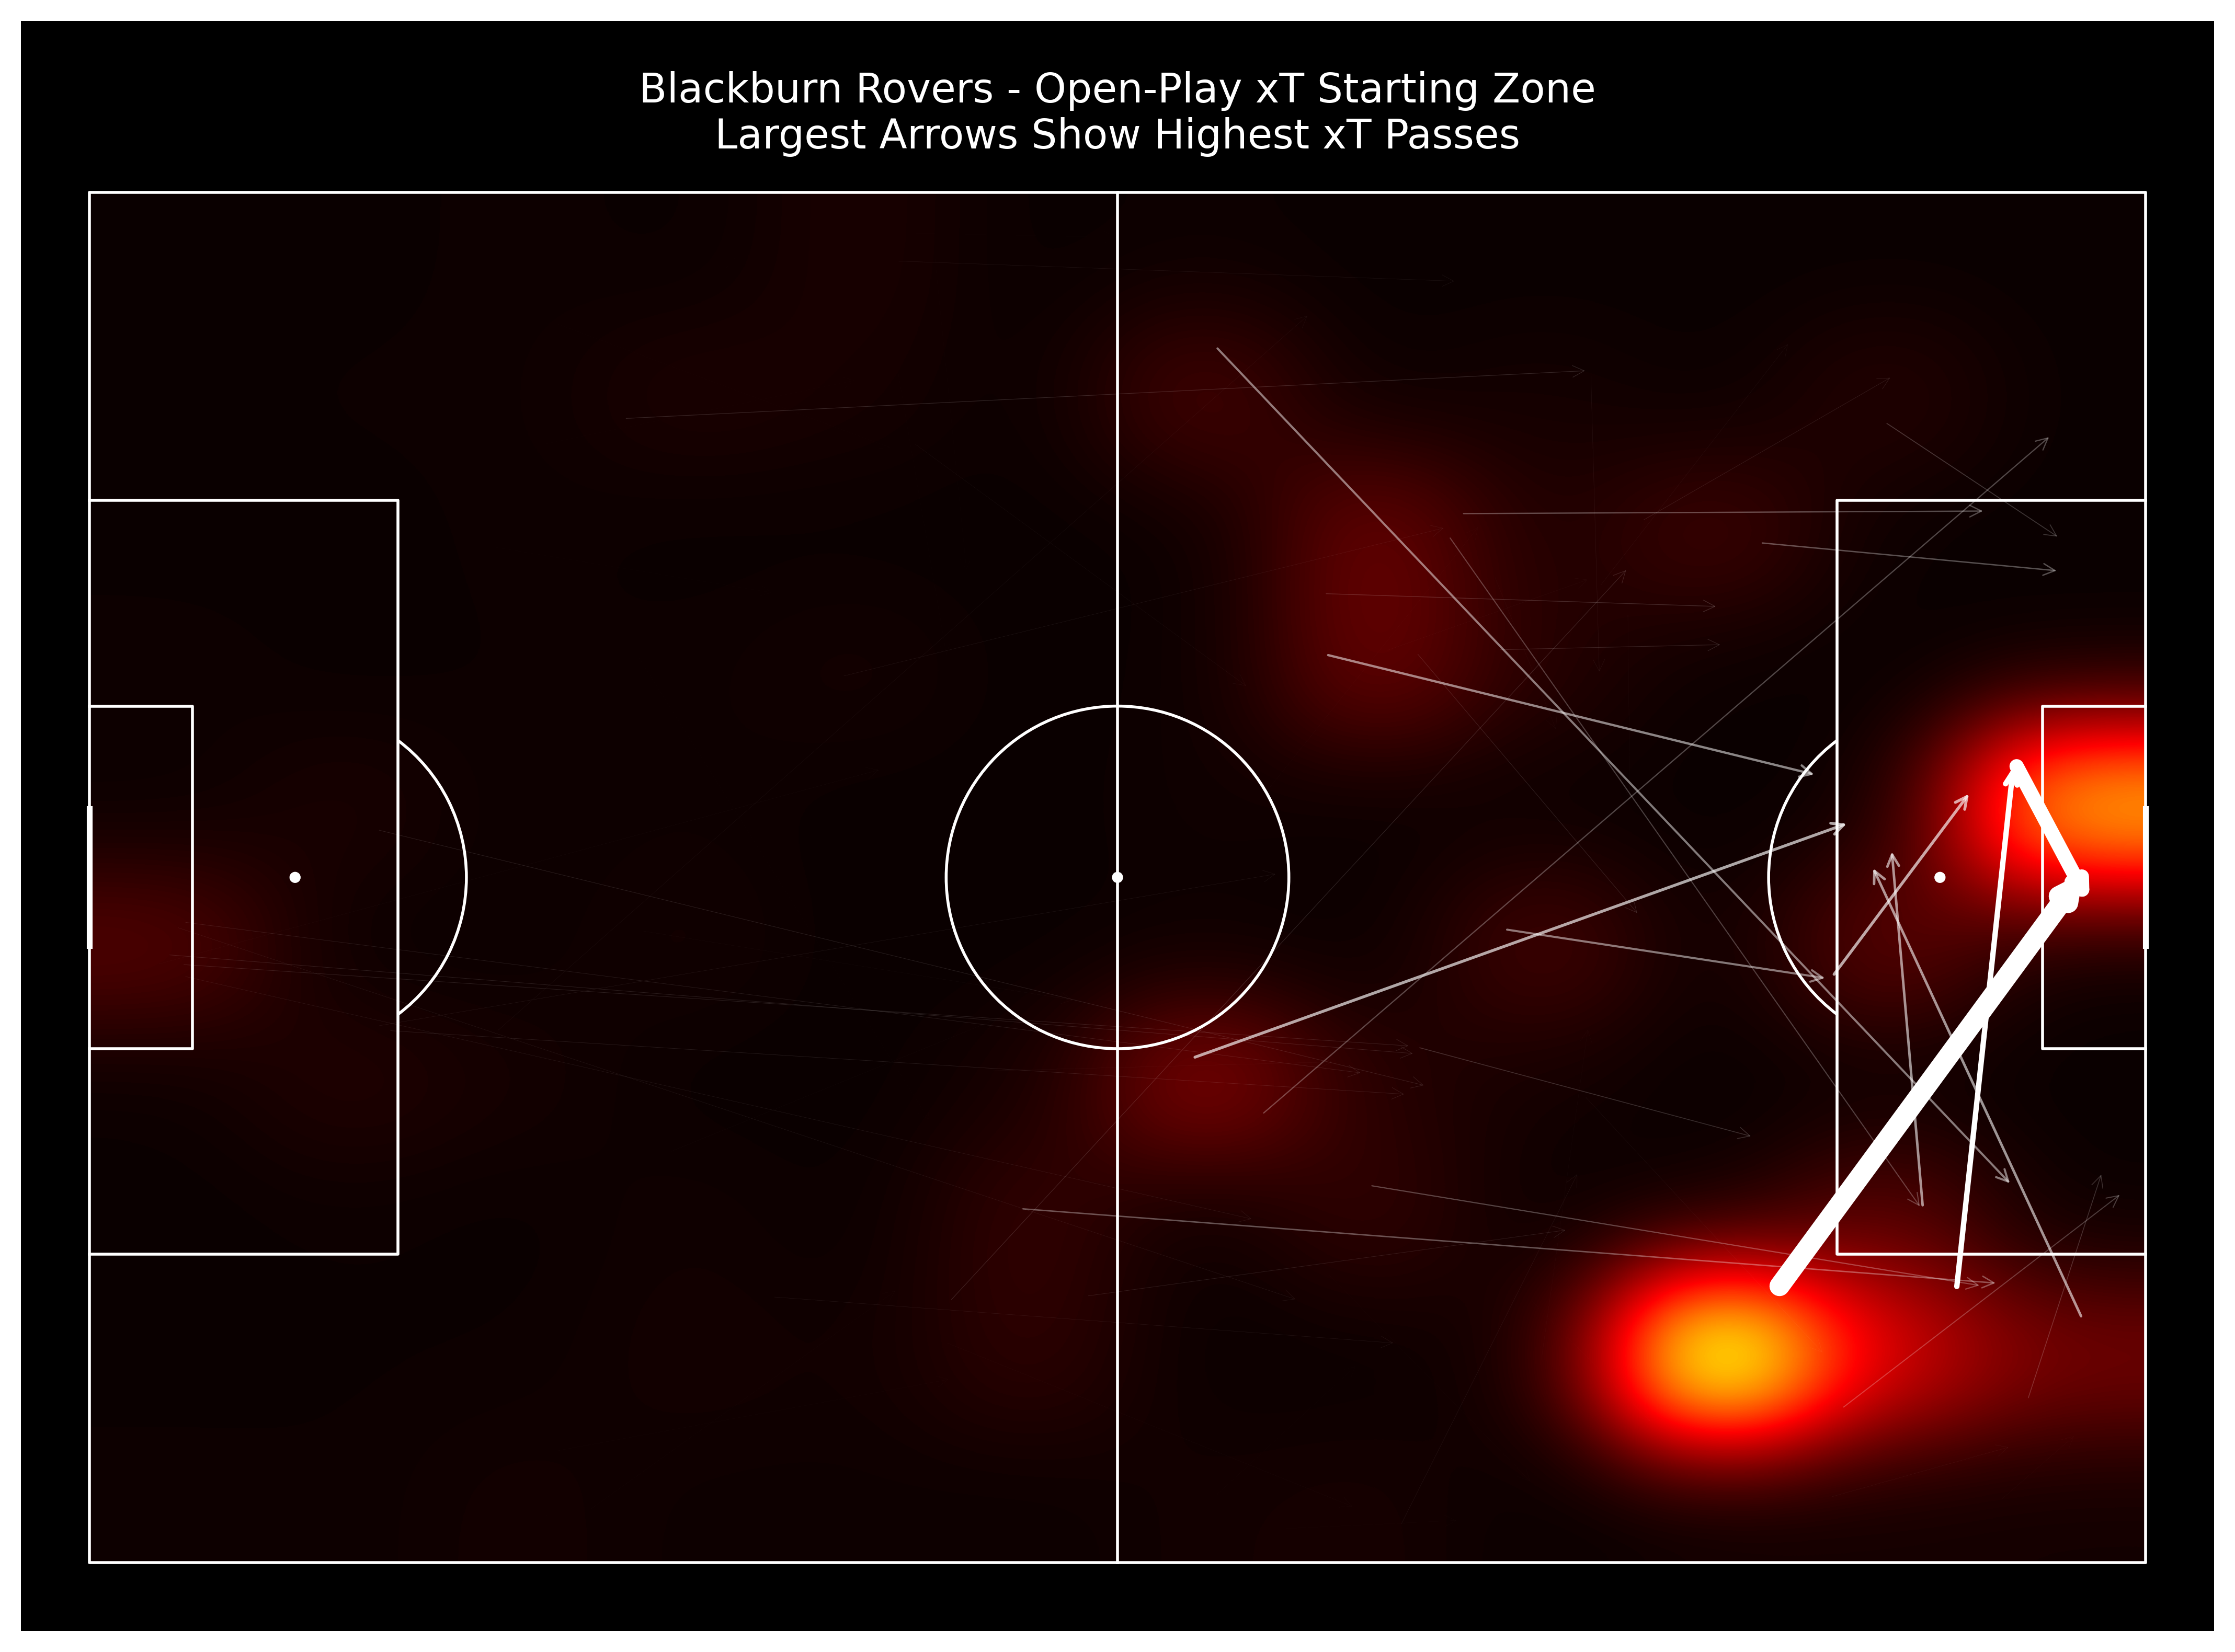 Blackburn Rovers - Open-Play xT Starting Zone
Largest Arrows Show Highest xT Passes